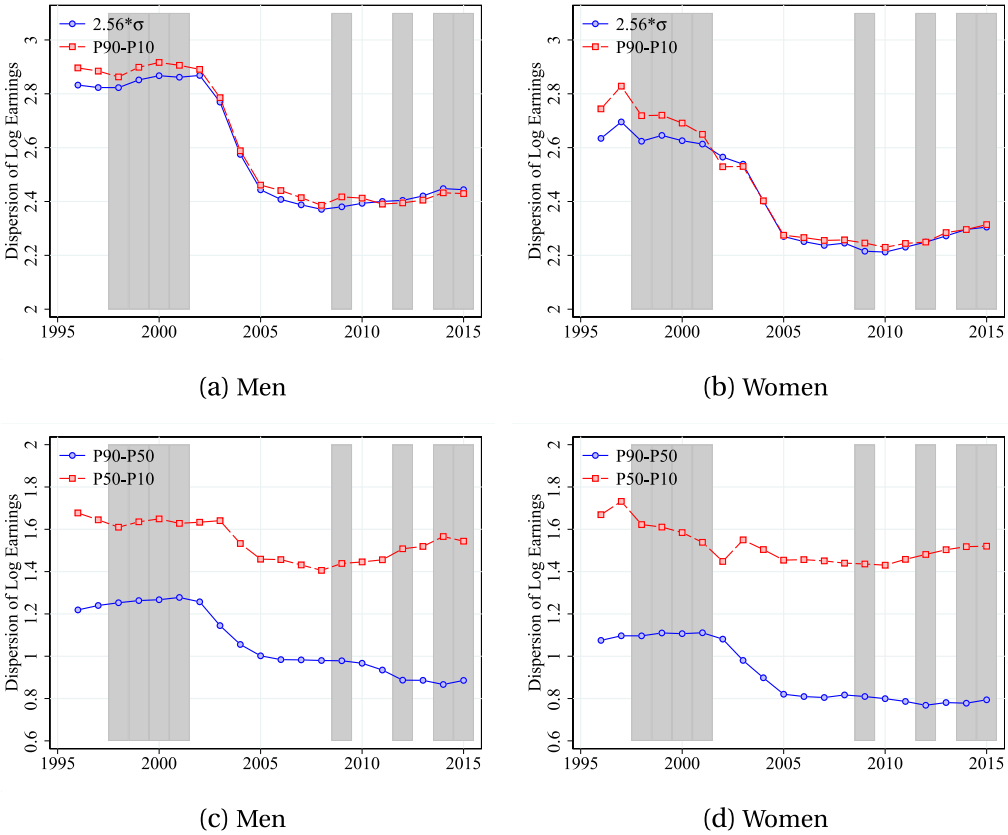 2.56*σ
P90-P10
Dispersion of Log Earnings
3
2.8
2.6
2.4
2.2
2
1995 2000 2005 2010 2015
(a) Men
2.56*σ
P90-P10
Dispersion of Log Earnings
3
2.8
2.6
2.4
2.2
2
1995 2000 2005 2010 2015
(b) Women
P90-P50
P50-P10
Dispersion of Log Earnings
2
1.8
1.6
1.4
1.2
1
0.8
0.6
1995 2000 2005 2010 2015
(c) Men
P90-P50
P50-P10
Dispersion of Log Earnings
2
1.8
1.6
1.4
1.2
1
0.8
0.6
1995 2000 2005 2010 2015
(d) Women